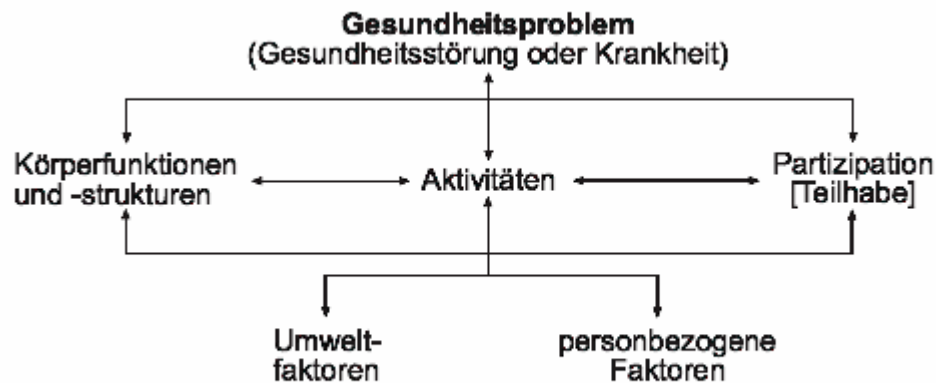 Gesundheitsproblem
(Gesundheitsstörung oder Krankheit)
Körperfunktionen
und -strukturen
Aktivitäten
Partizipation
[Teilhabe]
Umwelt-
faktoren
personbezogene
Faktoren